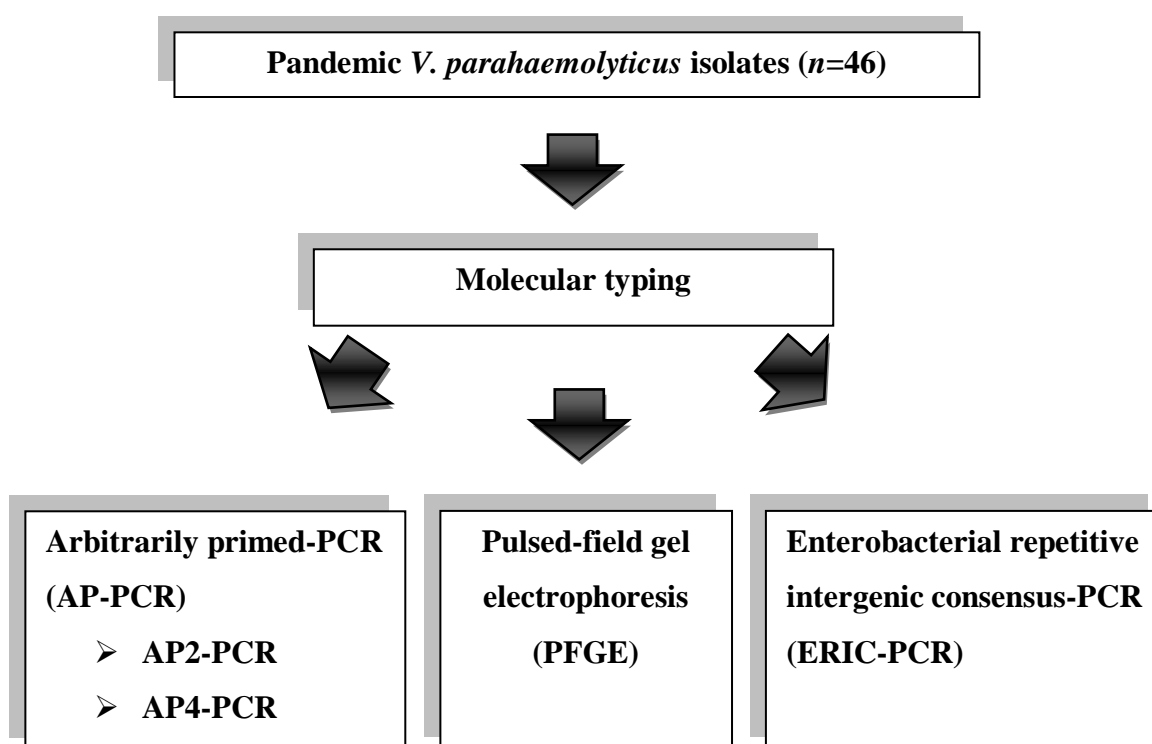 Pandemic V. parahaemolyticus isolates (n=46)
Molecular typing
Arbitrarily primed-PCR
(AP-PCR)
➢ AP2-PCR
➢ AP4-PCR
Pulsed-field gel
electrophoresis
(PFGE)
Enterobacterial repetitive
intergenic consensus-PCR
(ERIC-PCR)